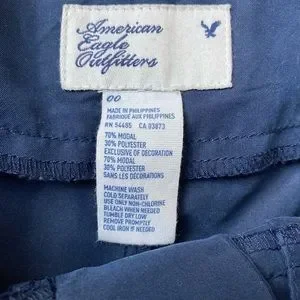 American
Eagle
Outfitters
00
MADE IN PHILIPPINES
FABRIQUE AUX PHILIPPINES
RN 54485 CA 03873
70% MODAL
30% POLYESTER
EXCLUSIVE OF DECORATION
70% MODAL
30% POLYESTER
SANS LES DÉCORATIONS
MACHINE WASH
COLD SEPARATELY
USE ONLY NON-CHLORINE
BLEACH WHEN NEEDED
TUMBLE DRY LOW
REMOVE PROMPTLY
COOL IRON IF NEEDED